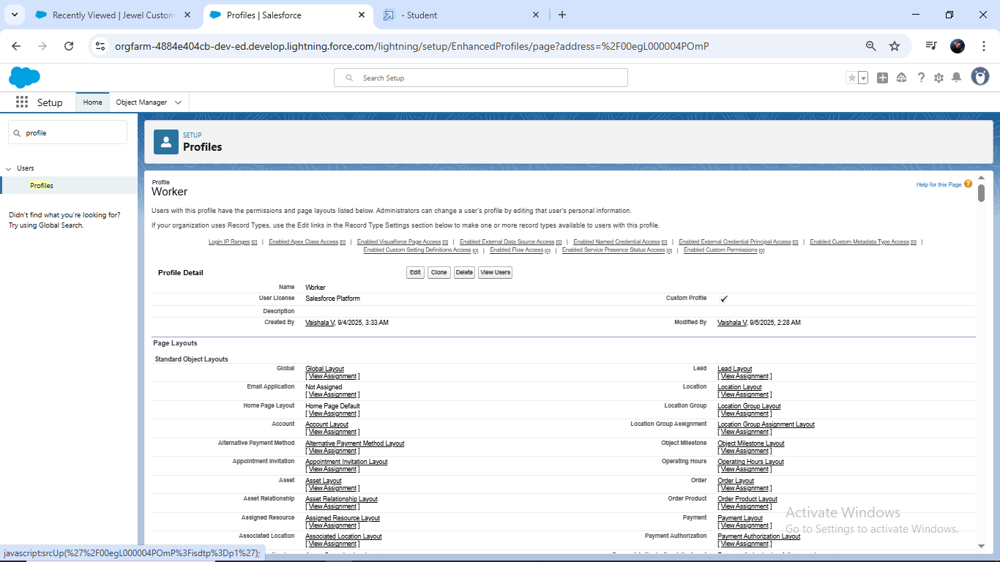 Recently Viewed | Jewel Custom
Profiles | Salesforce
- Student
orgfarm-4884e404cb-dev-ed.develop.lightning.force.com/lightning/setup/EnhancedProfiles/page?address=%2F00egL000004POmP
Search Setup
Setup
Home
Object Manager
profile
Users
Profiles
Didn't find what you're looking for?
Try using Global Search.
SETUP
Profiles
Profile
Worker
Help for this Page
Users with this profile have the permissions and page layouts listed below. Administrators can change a user's profile by editing that user's personal information.
If your organization uses Record Types, use the Edit links in the Record Type Settings section below to make one or more record types available to users with this profile.
Login IP Ranges [0] | Enabled Apex Class Access [0] | Enabled Visualforce Page Access [0] | Enabled External Data Source Access [0] | Enabled Named Credential Access [0] | Enabled External Credential Principal Access [0] | Enabled Custom Metadata Type Access [0] |
Enabled Custom Setting Definitions Access [0] | Enabled Flow Access [0] | Enabled Service Presence Status Access [0] | Enabled Custom Permissions [0]
Profile Detail Edit Clone Delete View Users
Name Worker
User License Salesforce Platform Custom Profile ✓
Description
Created By Vaishala V, 9/4/2025, 3:33 AM Modified By Vaishala V, 9/6/2025, 2:28 AM
Page Layouts
Standard Object Layouts
Global Global Layout Lead Lead Layout
[ View Assignment ] [ View Assignment ]
Email Application Not Assigned Location Location Layout
[ View Assignment ] [ View Assignment ]
Home Page Layout Home Page Default Location Group Location Group Layout
[ View Assignment ] [ View Assignment ]
Account Account Layout Location Group Assignment Location Group Assignment Layout
[ View Assignment ] [ View Assignment ]
Alternative Payment Method Alternative Payment Method Layout Object Milestone Object Milestone Layout
[ View Assignment ] [ View Assignment ]
Appointment Invitation Appointment Invitation Layout Operating Hours Operating Hours Layout
[ View Assignment ] [ View Assignment ]
Asset Asset Layout Order Order Layout
[ View Assignment ] [ View Assignment ]
Asset Relationship Asset Relationship Layout Order Product Order Product Layout
[ View Assignment ] [ View Assignment ]
Assigned Resource Assigned Resource Layout Payment Payment Layout
[ View Assignment ] [ View Assignment ]
Associated Location Associated Location Layout Payment Authorization Payment Authorization Layout
[ View Assignment ] [ View Assignment ]
Activate Windows
Go to Settings to activate Windows.
javascript:srcUp(%27%2F00egL000004POmP%3Fisdtp%3Dp1%27);